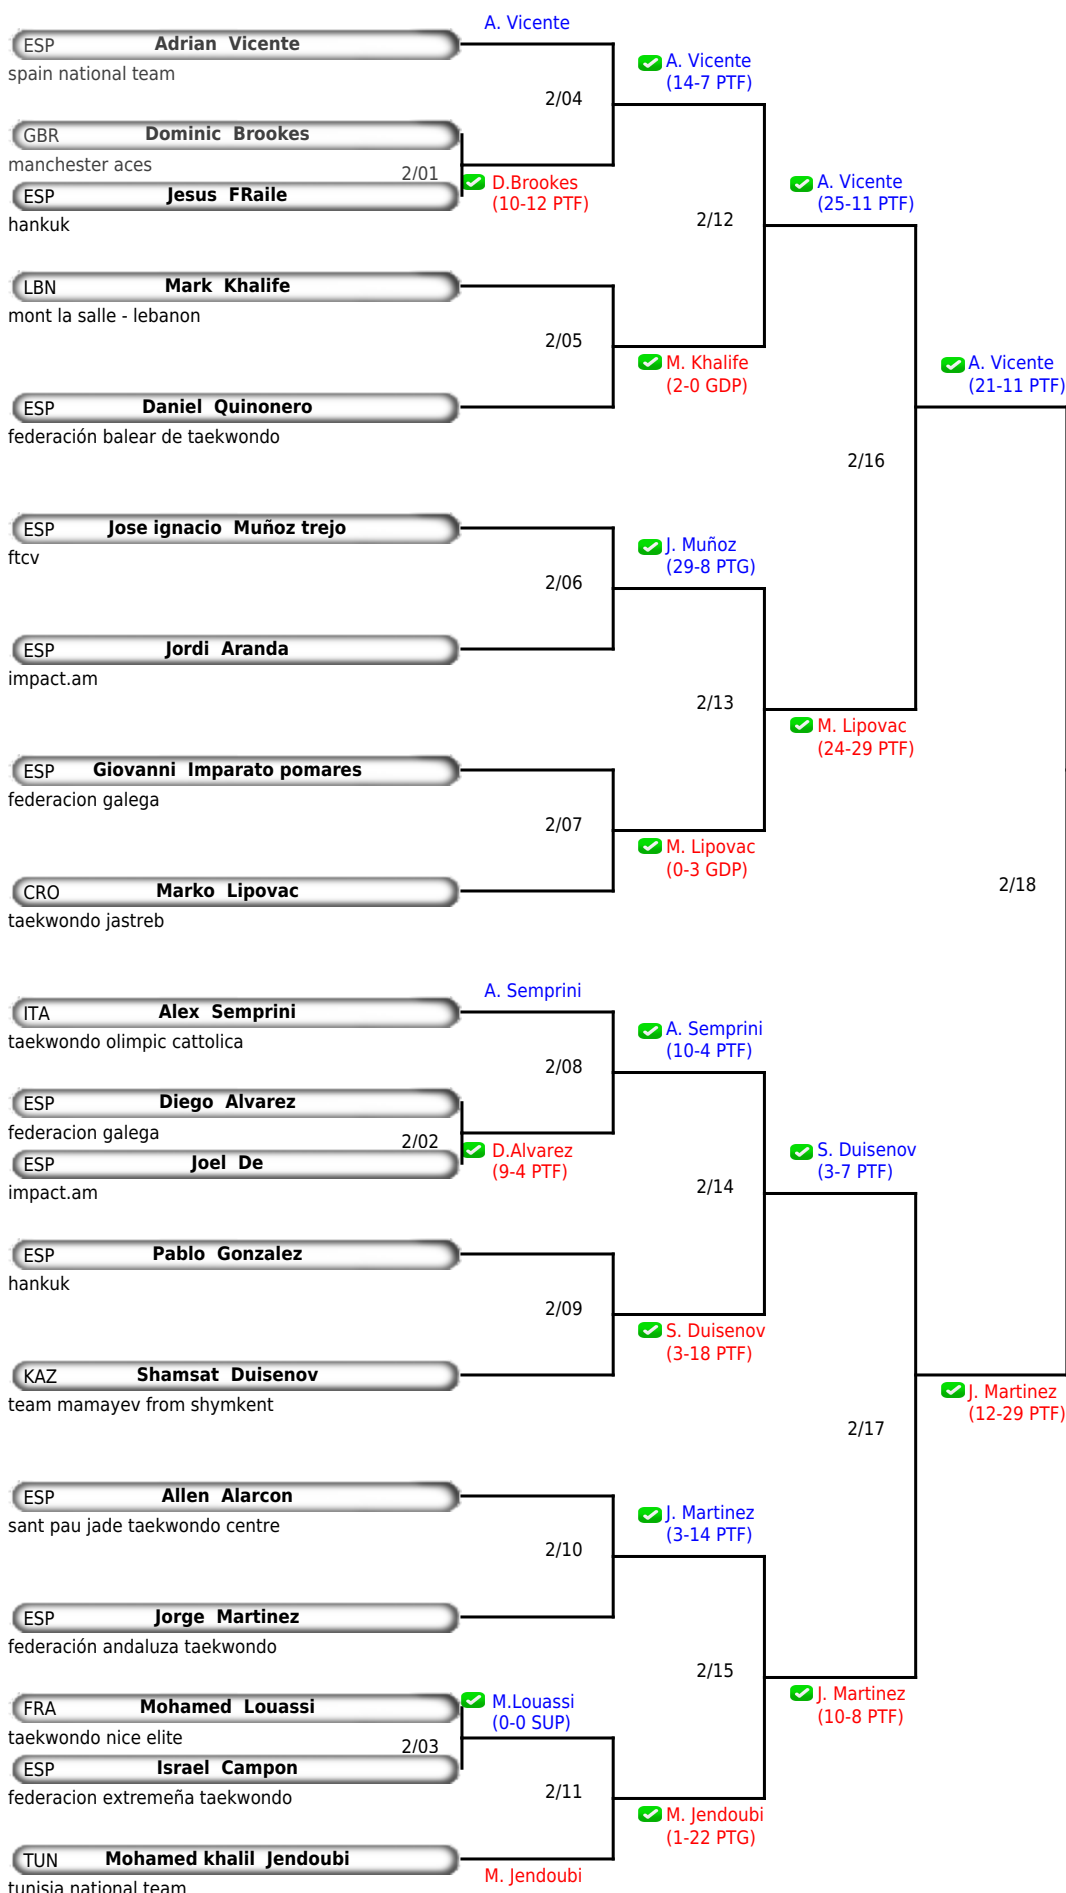 A. Vicente
ESP Adrian Vicente
spain national team
A. Vicente
(14-7 PTF)
2/04
GBR Dominic Brookes
manchester aces
2/01
D.Brookes
(10-12 PTF)
ESP Jesus FRaile
hankuk
A. Vicente
(25-11 PTF)
2/12
LBN Mark Khalife
mont la salle - lebanon
2/05
M. Khalife
(2-0 GDP)
A. Vicente
(21-11 PTF)
ESP Daniel Quinonero
federación balear de taekwondo
2/16
ESP Jose ignacio Muñoz trejo
ftcv
J. Muñoz
(29-8 PTG)
2/06
ESP Jordi Aranda
impact.am
2/13
M. Lipovac
(24-29 PTF)
ESP Giovanni Imparato pomares
federacion galega
2/07
M. Lipovac
(0-3 GDP)
CRO Marko Lipovac
taekwondo jastreb
2/18
A. Semprini
ITA Alex Semprini
taekwondo olimpic cattolica
A. Semprini
(10-4 PTF)
2/08
ESP Diego Alvarez
federacion galega
2/02
D.Alvarez
(9-4 PTF)
ESP Joel De
impact.am
S. Duisenov
(3-7 PTF)
2/14
ESP Pablo Gonzalez
hankuk
2/09
S. Duisenov
(3-18 PTF)
KAZ Shamsat Duisenov
team mamayev from shymkent
J. Martinez
(12-29 PTF)
2/17
ESP Allen Alarcon
sant pau jade taekwondo centre
J. Martinez
(3-14 PTF)
2/10
ESP Jorge Martinez
federación andaluza taekwondo
2/15
J. Martinez
(10-8 PTF)
FRA Mohamed Louassi
taekwondo nice elite
M.Louassi
(0-0 SUP)
2/03
ESP Israel Campon
federacion extremeña taekwondo
2/11
M. Jendoubi
(1-22 PTG)
TUN Mohamed khalil Jendoubi
M. Jendoubi
tunisia national team